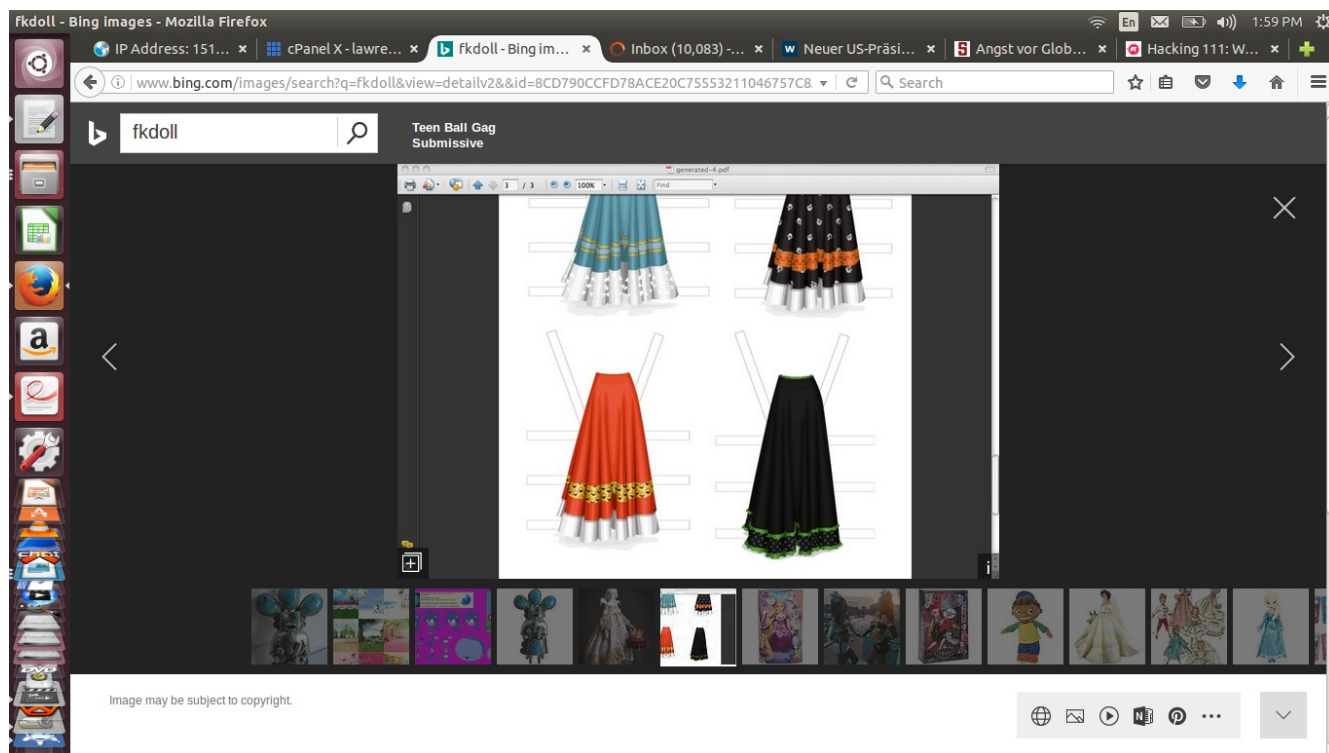 fkdoll - Bing images - Mozilla Firefox
En
1:59 PM
IP Address: 151...
cPanel X - lawre...
fkdoll - Bing im...
Inbox (10,083) -...
Neuer US-Präsi...
Angst vor Glob...
Hacking 111: W...
www.bing.com/images/search?q=fkdoll&view=detailv2&&id=8CD790CCFD78ACE20C75553211046757C8
Search
fkdoll
Teen Ball Gag
Submissive
generated-4.pdf
3 / 3
100%
Find
Image may be subject to copyright.